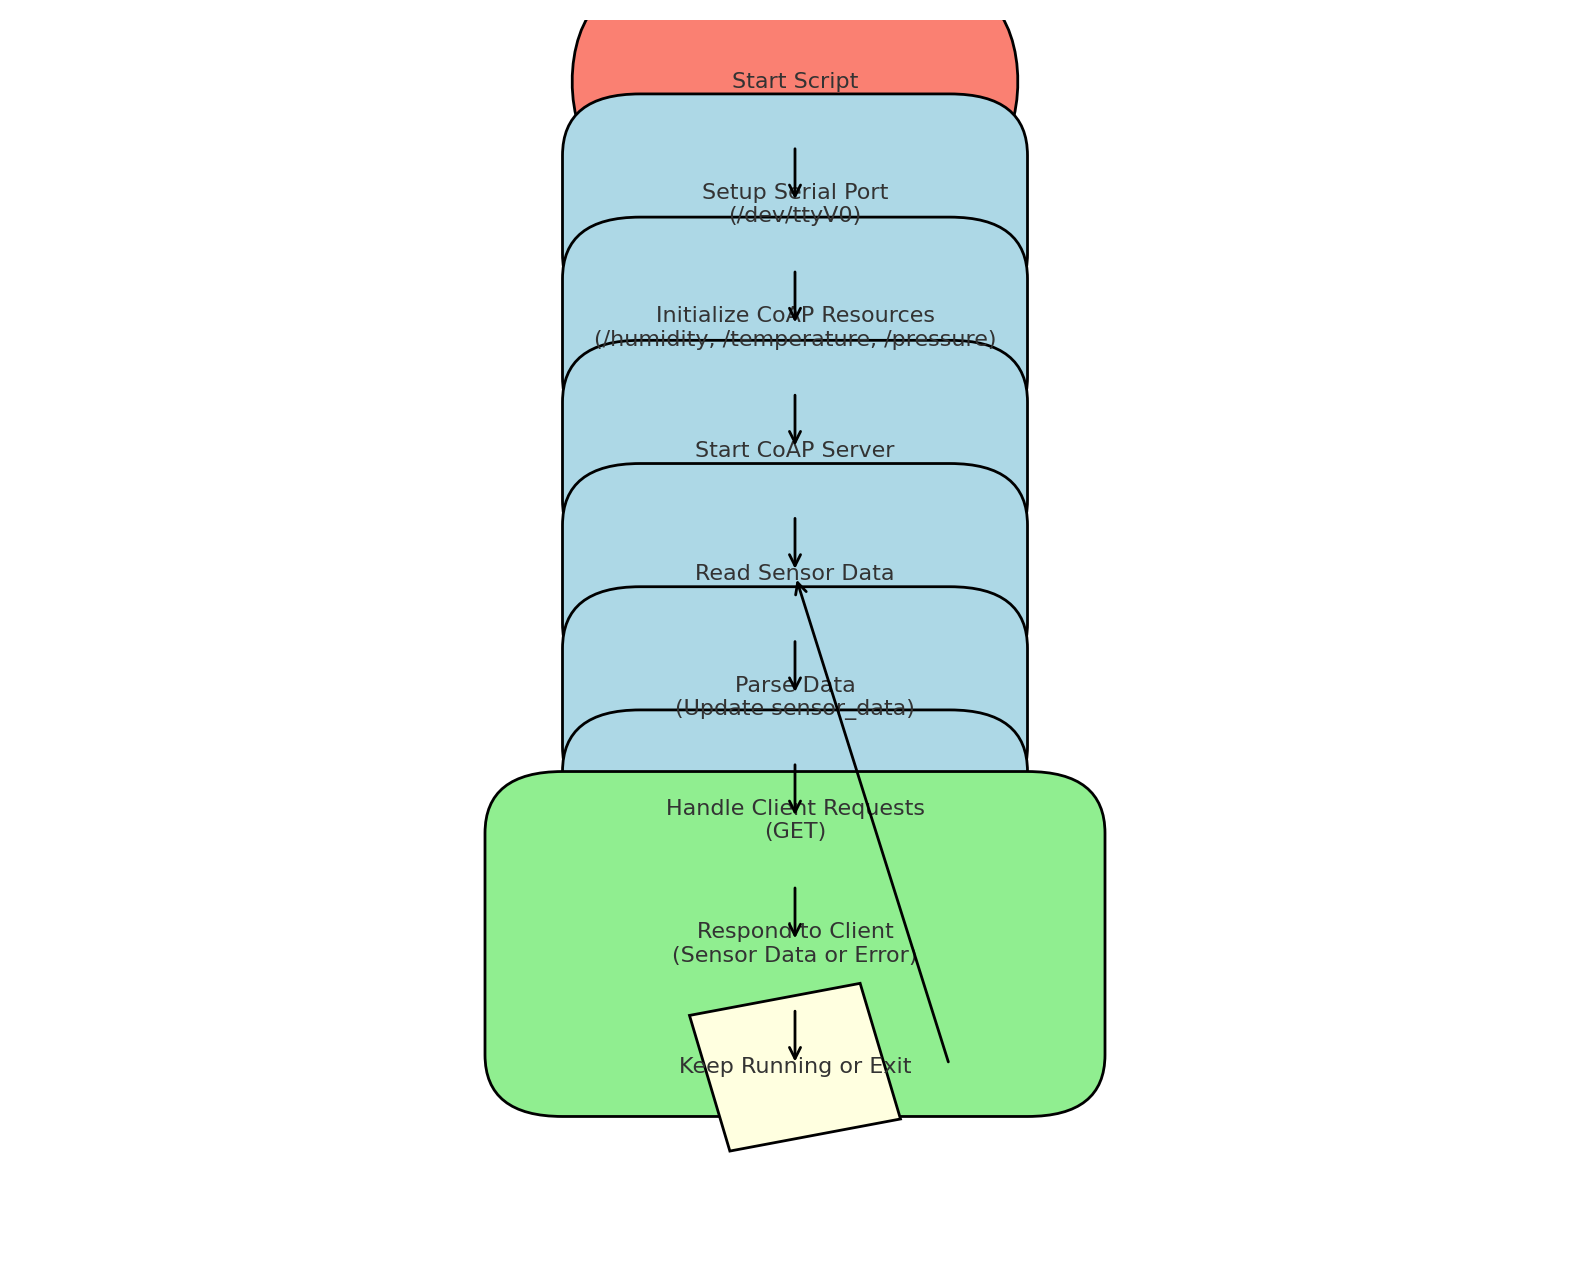 Start Script
Setup Serial Port
(/dev/ttyV0)
Initialize CoAP Resources
(/humidity, /temperature, /pressure)
Start CoAP Server
Read Sensor Data
Parse Data
(Update sensor_data)
Handle Client Requests
(GET)
Respond to Client
(Sensor Data or Error)
Keep Running or Exit